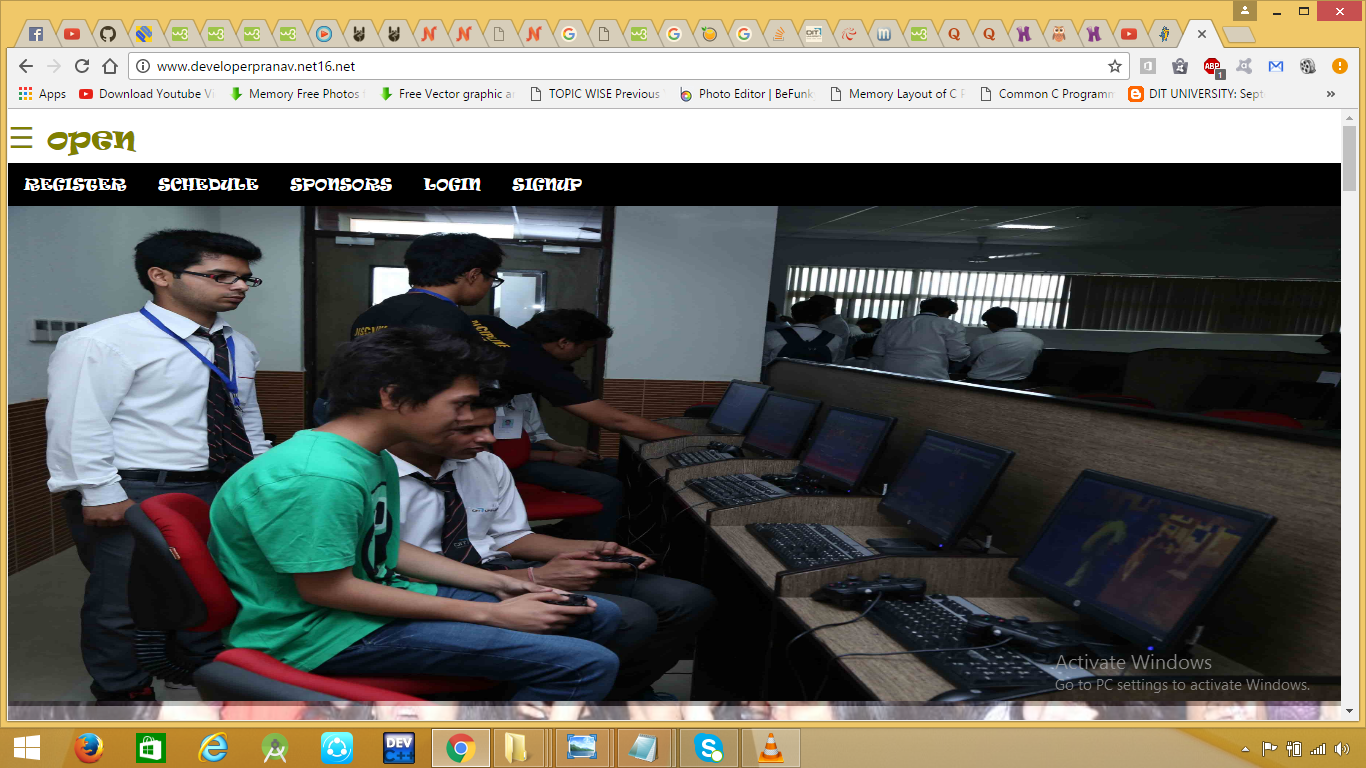 www.developerpranav.net16.net
ABP
1
Apps
Download Youtube Vi
Memory Free Photos
Free Vector graphic a
TOPIC WISE Previous
Photo Editor | BeFunk
Memory Layout of C P
Common C Programm
DIT UNIVERSITY: Sept
»
☰ open
REGISTER SCHEDULE SPONSORS LOGIN SIGNUP
Activate Windows
Go to PC settings to activate Windows.
DEV
C++